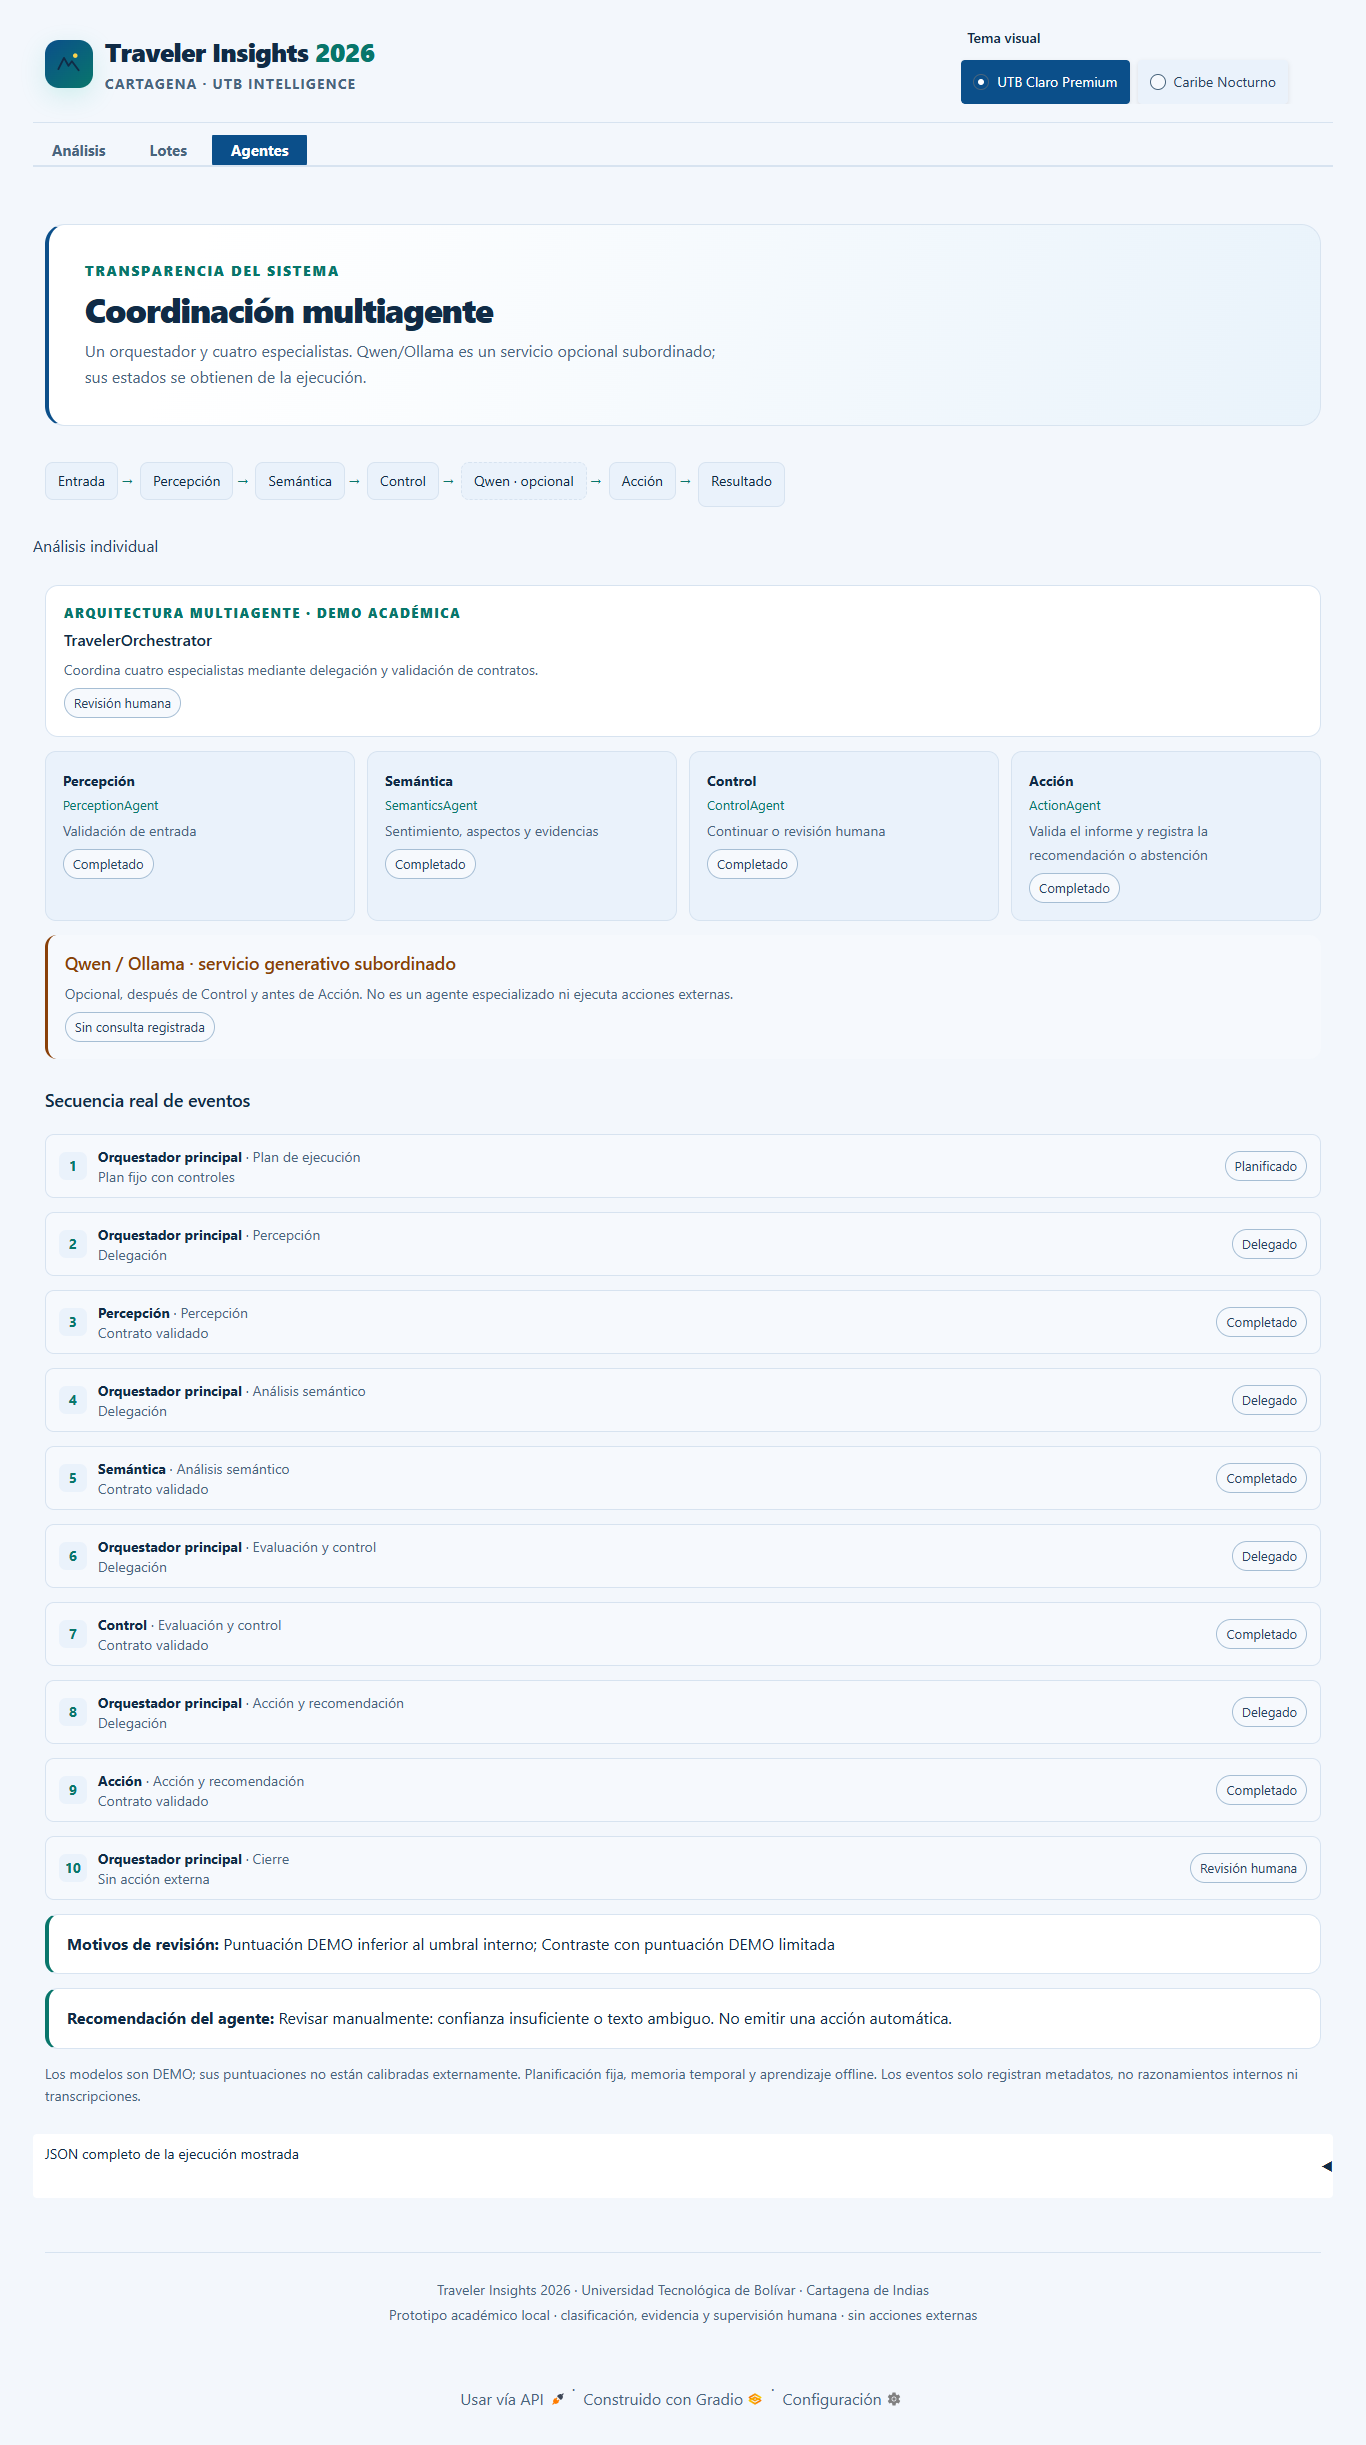 Traveler Insights 2026
CARTAGENA · UTB INTELLIGENCE
Tema visual
UTB Claro Premium
Caribe Nocturno
Análisis
Lotes
Agentes
TRANSPARENCIA DEL SISTEMA
Coordinación multiagente
Un orquestador y cuatro especialistas. Qwen/Ollama es un servicio opcional subordinado;
sus estados se obtienen de la ejecución.
Entrada → Percepción → Semántica → Control → Qwen · opcional → Acción → Resultado
Análisis individual
ARQUITECTURA MULTIAGENTE · DEMO ACADÉMICA
TravelerOrchestrator
Coordina cuatro especialistas mediante delegación y validación de contratos.
Revisión humana
Percepción
PerceptionAgent
Validación de entrada
Completado
Semántica
SemanticsAgent
Sentimiento, aspectos y evidencias
Completado
Control
ControlAgent
Continuar o revisión humana
Completado
Acción
ActionAgent
Valida el informe y registra la
recomendación o abstención
Completado
Qwen / Ollama · servicio generativo subordinado
Opcional, después de Control y antes de Acción. No es un agente especializado ni ejecuta acciones externas.
Sin consulta registrada
Secuencia real de eventos
1
Orquestador principal · Plan de ejecución
Plan fijo con controles
Planificado
2
Orquestador principal · Percepción
Delegación
Delegado
3
Percepción · Percepción
Contrato validado
Completado
4
Orquestador principal · Análisis semántico
Delegación
Delegado
5
Semántica · Análisis semántico
Contrato validado
Completado
6
Orquestador principal · Evaluación y control
Delegación
Delegado
7
Control · Evaluación y control
Contrato validado
Completado
8
Orquestador principal · Acción y recomendación
Delegación
Delegado
9
Acción · Acción y recomendación
Contrato validado
Completado
10
Orquestador principal · Cierre
Sin acción externa
Revisión humana
Motivos de revisión: Puntuación DEMO inferior al umbral interno; Contraste con puntuación DEMO limitada
Recomendación del agente: Revisar manualmente: confianza insuficiente o texto ambiguo. No emitir una acción automática.
Los modelos son DEMO; sus puntuaciones no están calibradas externamente. Planificación fija, memoria temporal y aprendizaje offline. Los eventos solo registran metadatos, no razonamientos internos ni
transcripciones.
JSON completo de la ejecución mostrada
Traveler Insights 2026 · Universidad Tecnológica de Bolívar · Cartagena de Indias
Prototipo académico local · clasificación, evidencia y supervisión humana · sin acciones externas
Usar vía API · Construido con Gradio · Configuración